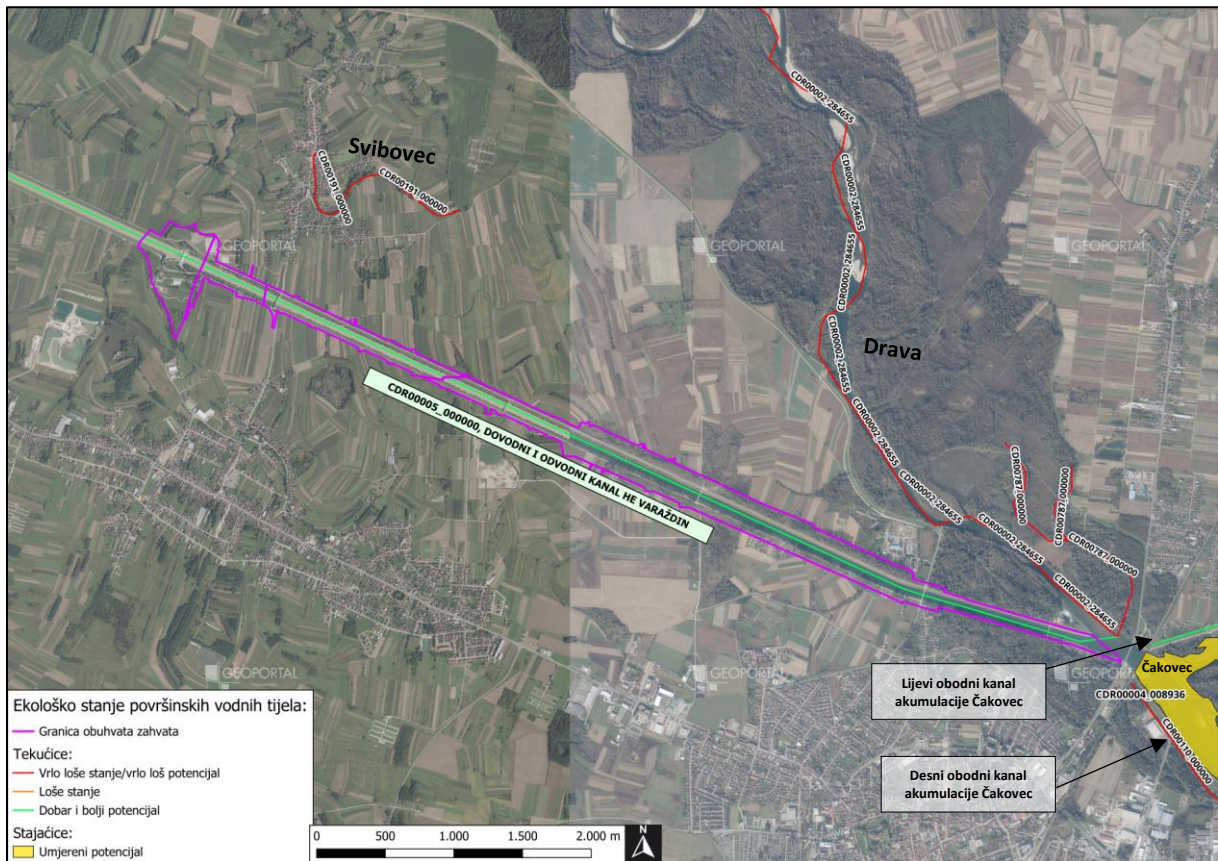 CDR00002_284655
Svibovec
CDR00191_000000
CDR00191_000000
CDR00002_284655
GEOPORTAL
GEOPORTAL
GEOPORTAL
CDR00002_284655
CDR00002_284655
Drava
CDR00005_000000, DOVODNI I ODVODNI KANAL HE VARAŽDIN
CDR00002_284655
CDR00787_000000
CDR00787_000000
CDR00002_284655
CDR00787_000000
CDR00002_284655
CDR00002_284655
GEOPORTAL
GEOPORTAL
GEOPORTAL
Čakovec
Lijevi obodni kanal
akumulacije Čakovec
CDR00004_008936
CDR00110_000000
Desni obodni kanal
akumulacije Čakovec
Ekološko stanje površinskih vodnih tijela:
Granica obuhvata zahvata
Tekućice:
Vrlo loše stanje/vrlo loš potencijal
Loše stanje
Dobar i bolji potencijal
Stajaćice:
Umjereni potencijal
0 500 1.000 1.500 2.000 m
N